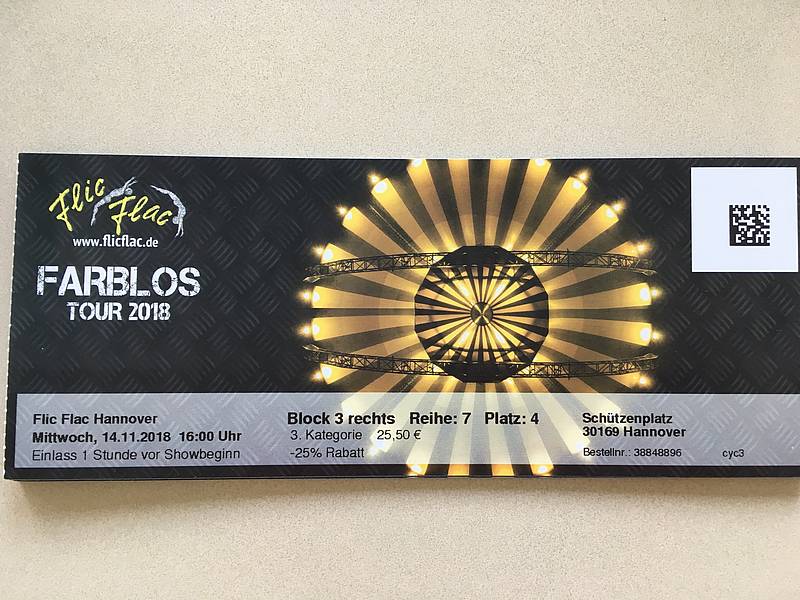 Flic
Flac
www.flicflac.de
FARBLOS
TOUR 2018
Flic Flac Hannover
Mittwoch, 14.11.2018 16:00 Uhr
Einlass 1 Stunde vor Showbeginn
Block 3 rechts Reihe: 7 Platz: 4
3. Kategorie 25,50 €
-25% Rabatt
Schützenplatz
30169 Hannover
Bestellnr.: 38848896 cyc3